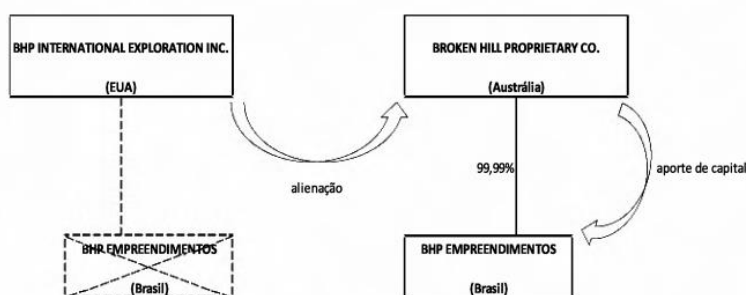 BHP INTERNATIONAL EXPLORATION INC.
(EUA)
BROKEN HILL PROPRIETARY CO.
(Austrália)
alienação
99,99%
aporte de capital
BHP EMPREENDIMENTOS
(Brasil)
BHP EMPREENDIMENTOS
(Brasil)